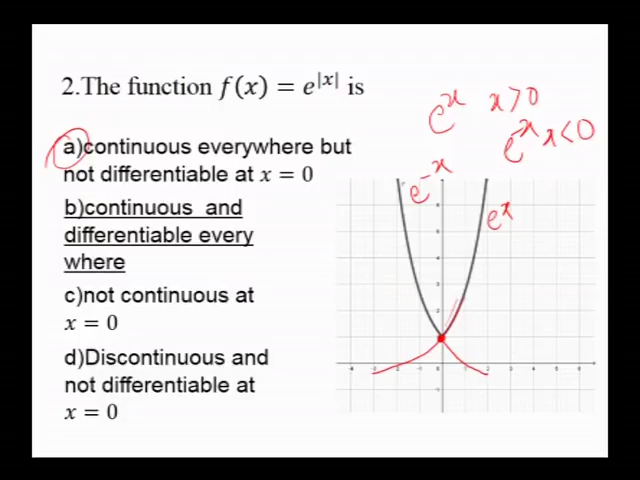 2.The function f(x) = e^|x| is
e^x x>0
e^-x x<0
a)continuous everywhere but
not differentiable at x = 0
b)continuous and
differentiable every
where
c)not continuous at
x = 0
d)Discontinuous and
not differentiable at
x = 0
e^-x
e^x